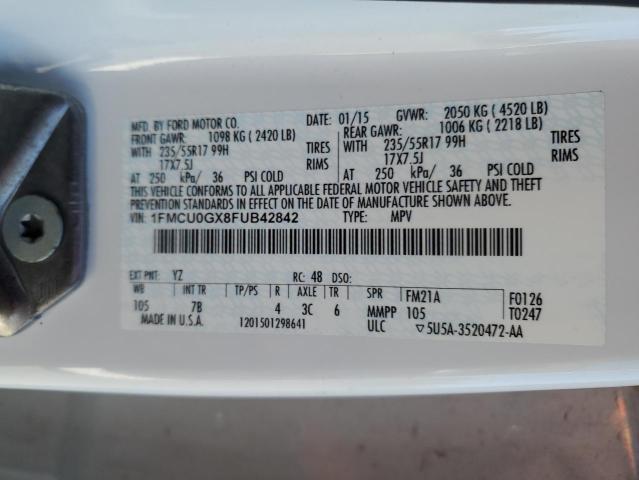 MFD. BY FORD MOTOR CO. DATE: 01/15 GVWR: 2050 KG ( 4520 LB)
FRONT GAWR: 1098 KG ( 2420 LB) REAR GAWR: 1006 KG ( 2218 LB)
WITH 235/55R17 99H TIRES WITH 235/55R17 99H TIRES
17X7.5J RIMS 17X7.5J RIMS
AT 250 kPa/ 36 PSI COLD AT 250 kPa/ 36 PSI COLD
THIS VEHICLE CONFORMS TO ALL APPLICABLE FEDERAL MOTOR VEHICLE SAFETY AND THEFT
PREVENTION STANDARDS IN EFFECT ON THE DATE OF MANUFACTURE SHOWN ABOVE.
VIN: 1FMCU0GX8FUB42842 TYPE: MPV
EXT PNT: YZ RC: 48 DSO:
WB INT TR TP/PS R AXLE TR SPR FM21A F0126
105 7B 4 3C 6 MMPP 105 T0247
MADE IN U.S.A. 1201501298641 ULC ▽5U5A-3520472-AA